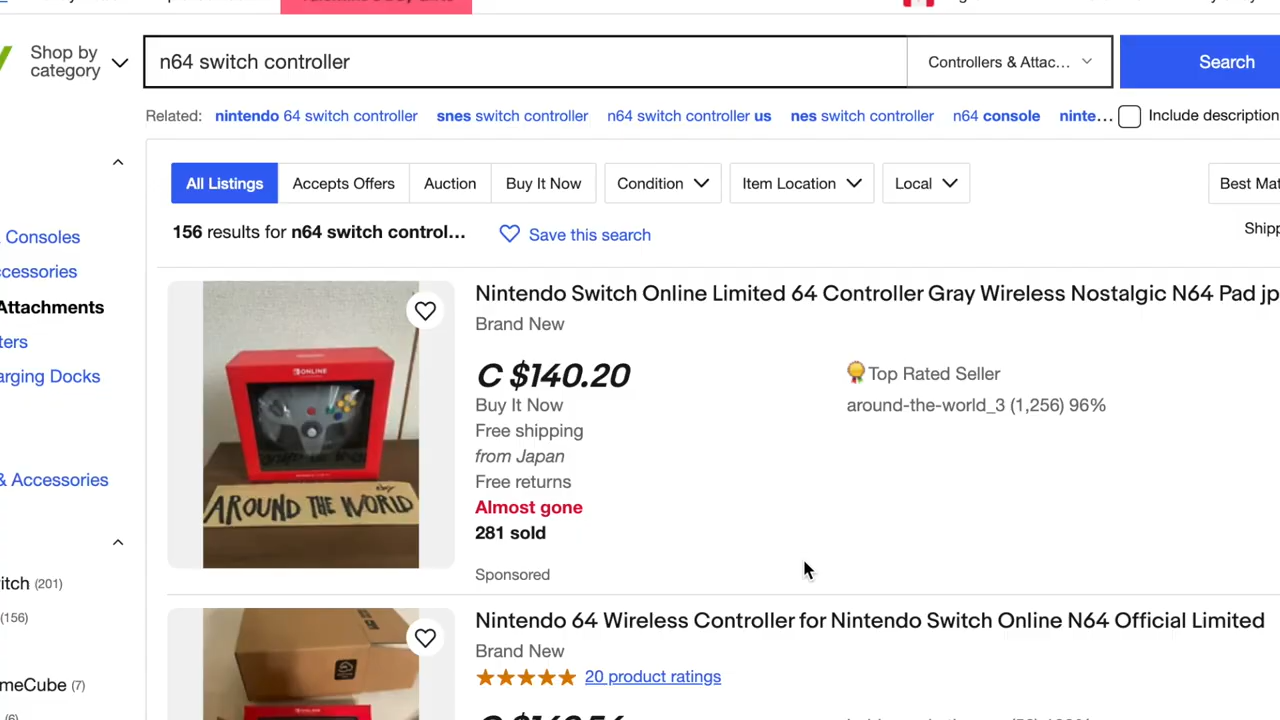 Shop by
category
n64 switch controller
Controllers & Attac...
Search
Related: nintendo 64 switch controller snes switch controller n64 switch controller us nes switch controller n64 console ninte... Include description
All Listings Accepts Offers Auction Buy It Now Condition Item Location Local Best Mat
156 results for n64 switch control... Save this search
Shipp
Consoles
ccessories
Attachments
ters
arging Docks
& Accessories
itch (201)
(156)
meCube (7)
(6)
Nintendo Switch Online Limited 64 Controller Gray Wireless Nostalgic N64 Pad jp
Brand New
C $140.20
Buy It Now
Free shipping
from Japan
Free returns
Almost gone
281 sold
Sponsored
Top Rated Seller
around-the-world_3 (1,256) 96%
ONLINE
AROUND THE WORLD
Nintendo 64 Wireless Controller for Nintendo Switch Online N64 Official Limited
Brand New
20 product ratings